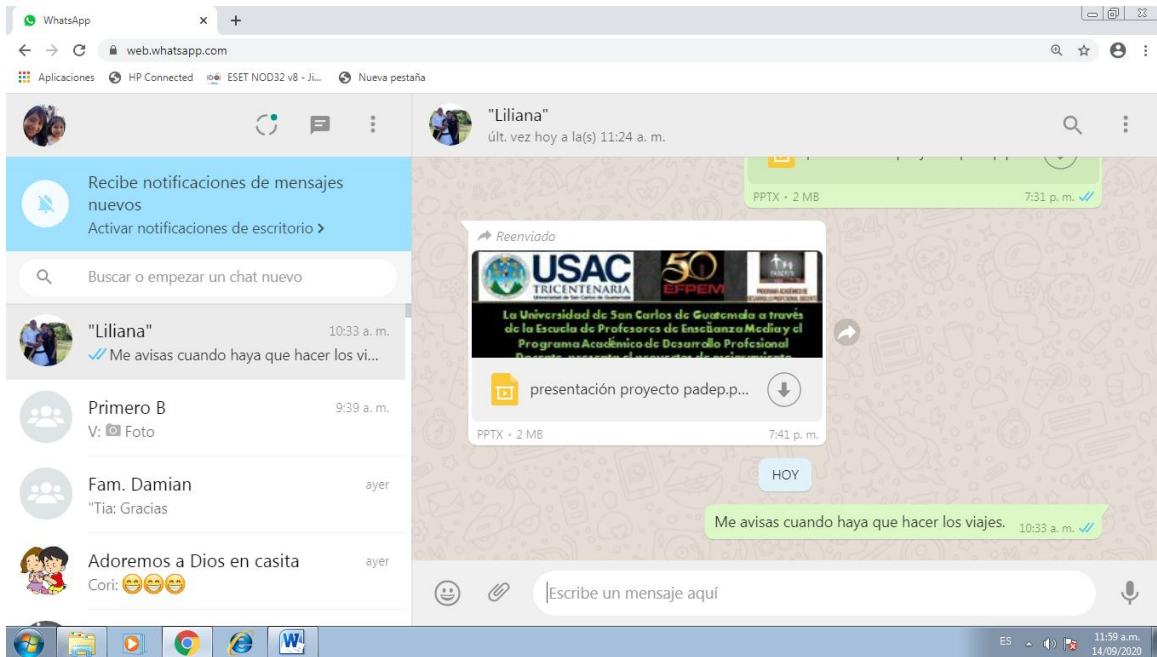 WhatsApp
web.whatsapp.com
Aplicaciones HP Connected ESET NOD32 v8 - Ji... Nueva pestaña
"Liliana"
últ. vez hoy a la(s) 11:24 a. m.
Recibe notificaciones de mensajes
nuevos
Activar notificaciones de escritorio >
Buscar o empezar un chat nuevo
"Liliana" 10:33 a. m.
Me avisas cuando haya que hacer los vi...
Primero B 9:39 a. m.
V: Foto
Fam. Damian ayer
"Tia: Gracias
Adoremos a Dios en casita ayer
Cori: 😁😁😁
PPTX • 2 MB 7:31 p. m.
Reenviado
USAC
TRICENTENARIA
Universidad de San Carlos de Guatemala
50
EFPEM
La Universidad de San Carlos de Guatemala a través
de la Escuela de Profesores de Enseñanza Media y el
Programa Académico de Desarrollo Profesional
presentación proyecto padep.p...
PPTX • 2 MB 7:41 p. m.
HOY
Me avisas cuando haya que hacer los viajes. 10:33 a. m.
Escribe un mensaje aquí
ES 11:59 a.m.
14/09/2020